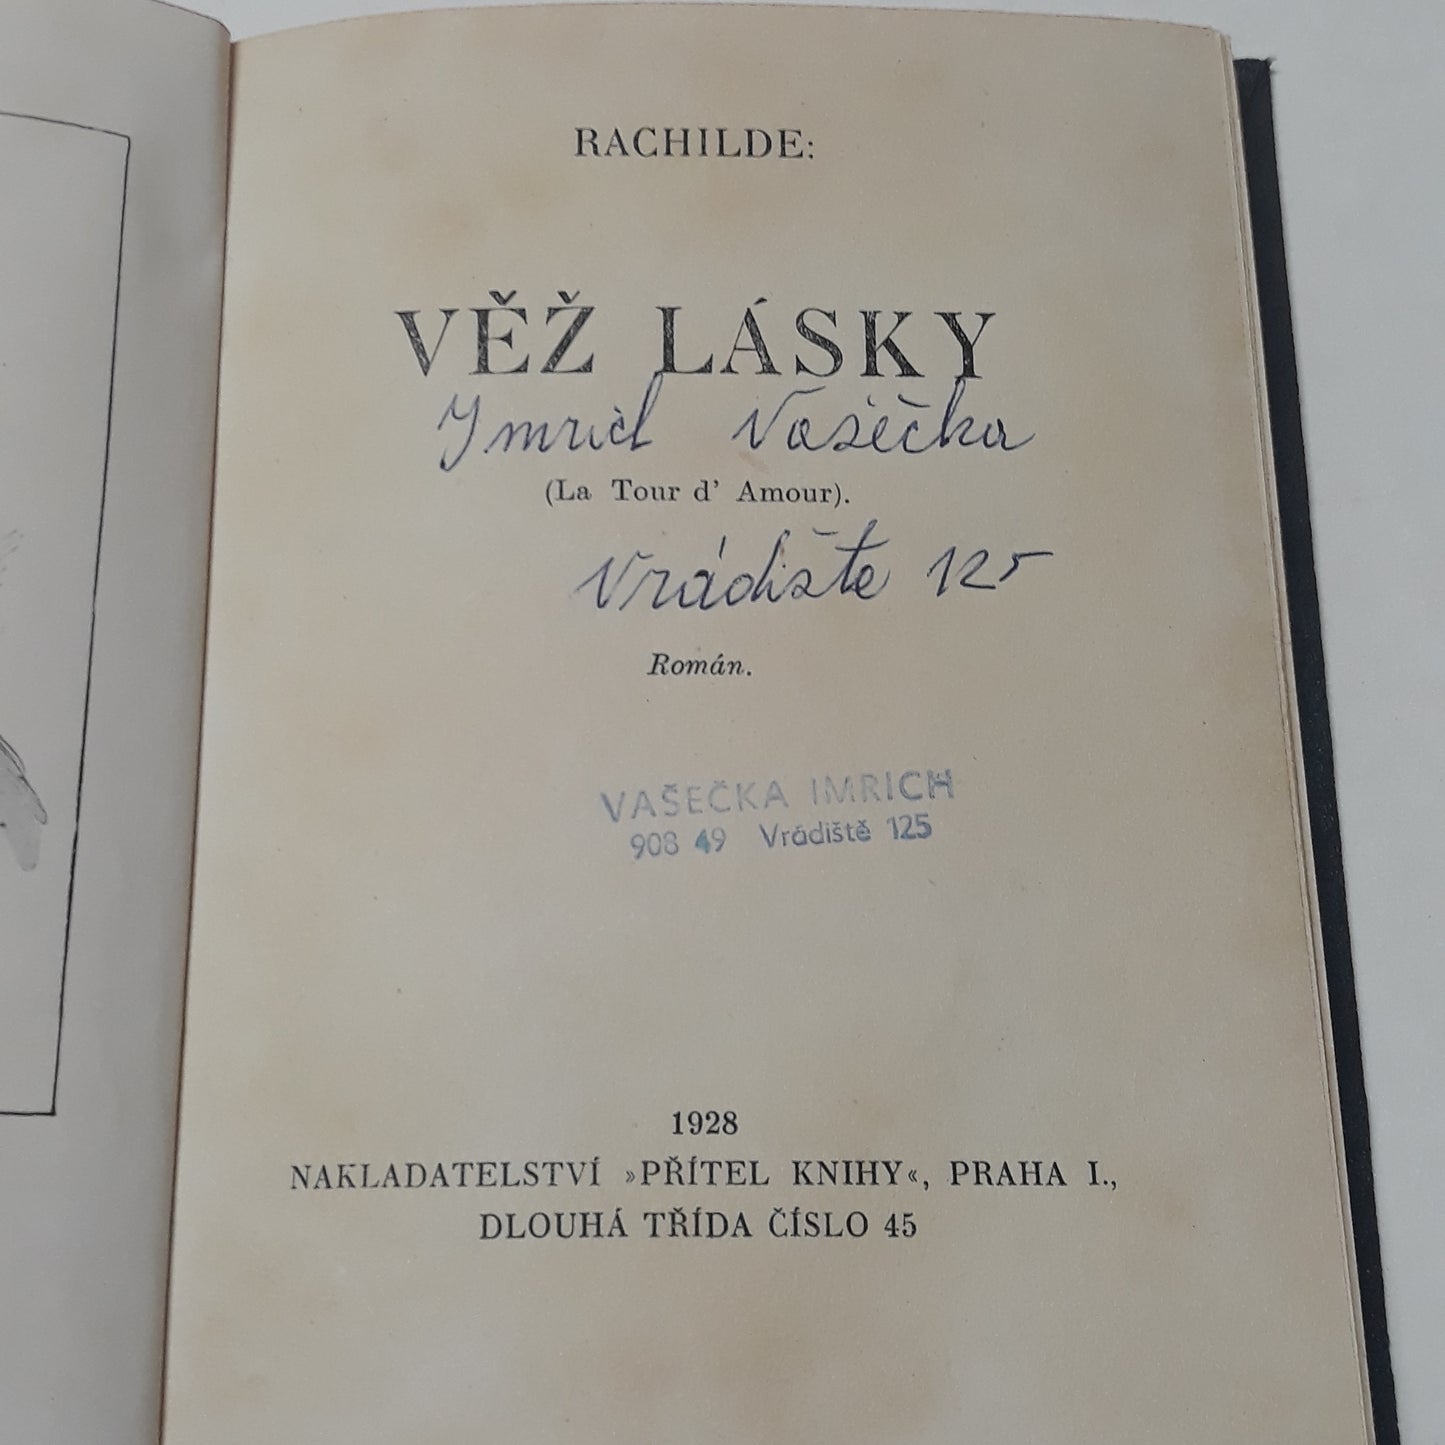 RACHILDE:
VĚŽ LÁSKY
Imrich Vašečka
(La Tour d' Amour).
Vrádište 125
Román.
VAŠEČKA IMRICH
908 49 Vrádiště 125
1928
NAKLADATELSTVÍ »PŘÍTEL KNIHY«, PRAHA I.,
DLOUHÁ TŘÍDA ČÍSLO 45